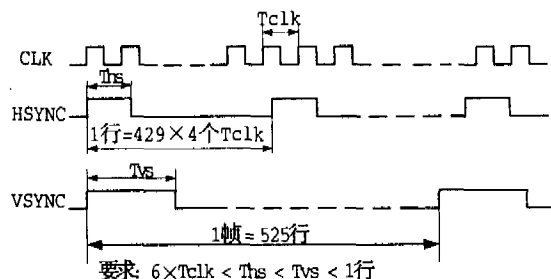 Tclk
CLK
Ths
HSYNC
1行=429×4个Tclk
Tvs
VSYNC
1帧=525行
要求: 6×Tclk < Ths < Tvs < 1行